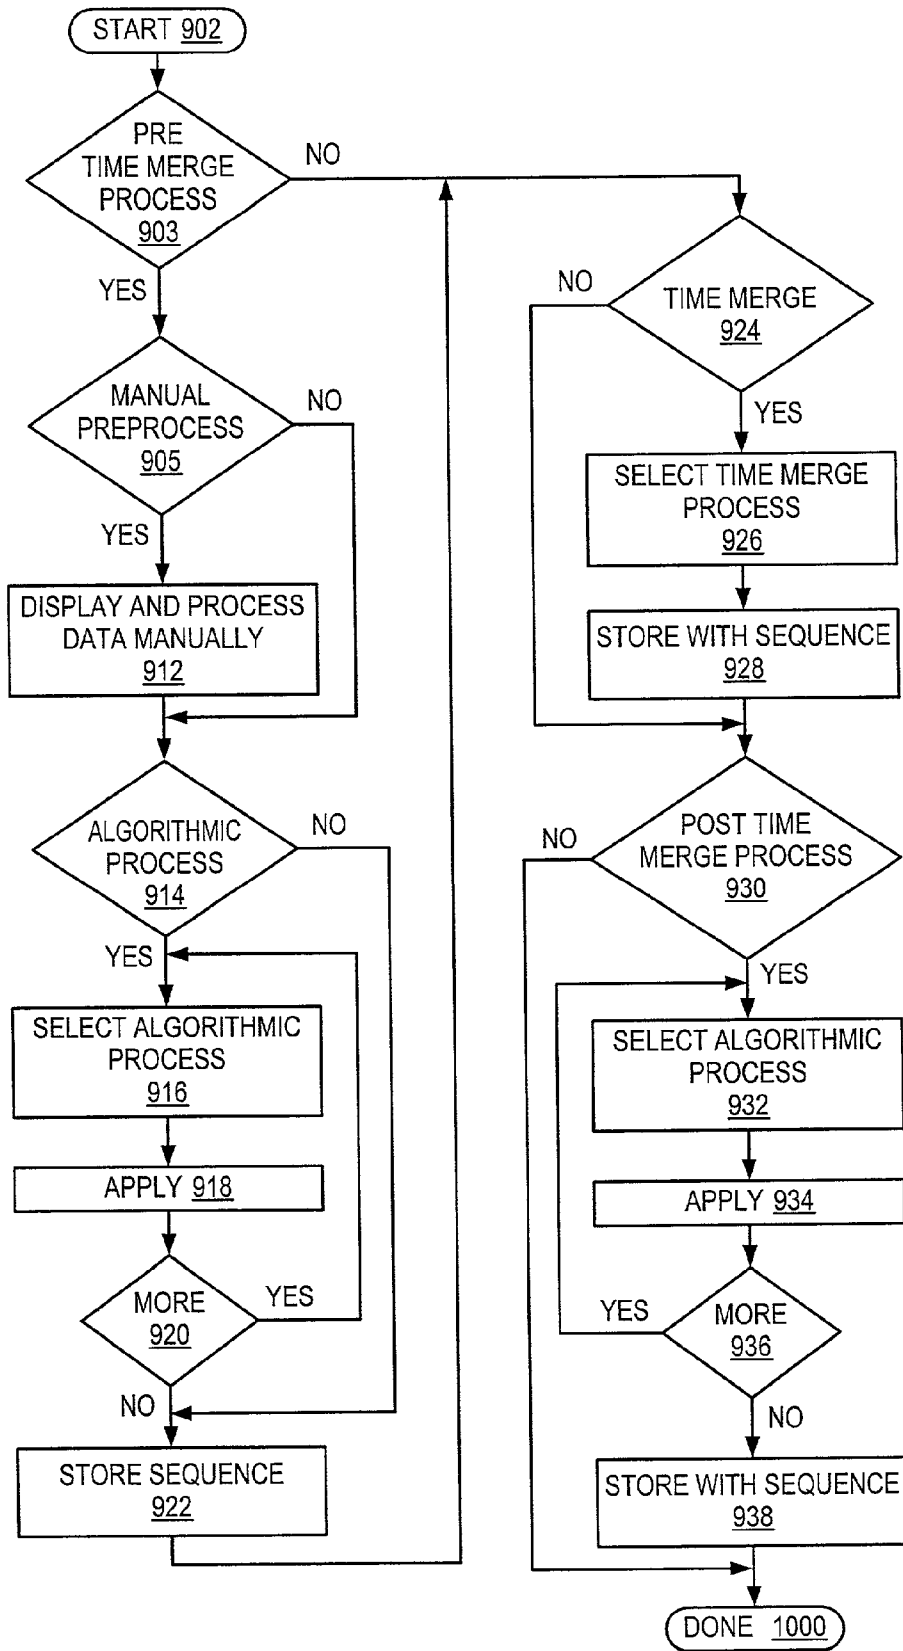 START 902
PRE
TIME MERGE
PROCESS
903
NO
YES
MANUAL
PREPROCESS
905
NO
YES
DISPLAY AND PROCESS
DATA MANUALLY
912
ALGORITHMIC
PROCESS
914
NO
YES
SELECT ALGORITHMIC
PROCESS
916
APPLY 918
MORE
920
YES
NO
STORE SEQUENCE
922
TIME MERGE
924
NO
YES
SELECT TIME MERGE
PROCESS
926
STORE WITH SEQUENCE
928
POST TIME
MERGE PROCESS
930
NO
YES
SELECT ALGORITHMIC
PROCESS
932
APPLY 934
MORE
936
YES
NO
STORE WITH SEQUENCE
938
DONE 1000